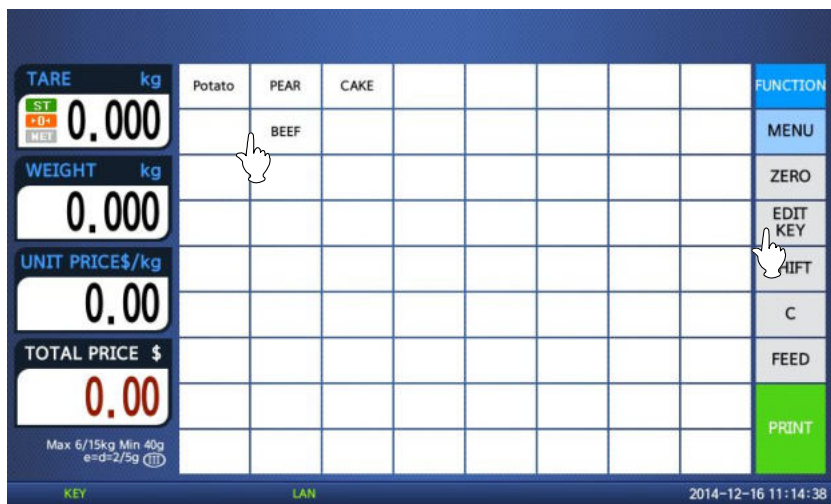 TARE kg
ST
→0←
NET
0.000
WEIGHT kg
0.000
UNIT PRICE$/kg
0.00
TOTAL PRICE $
0.00
Max 6/15kg Min 40g
e=d=2/5g III
Potato PEAR CAKE
BEEF
FUNCTION
MENU
ZERO
EDIT
KEY
HIFT
C
FEED
PRINT
KEY LAN 2014-12-16 11:14:38